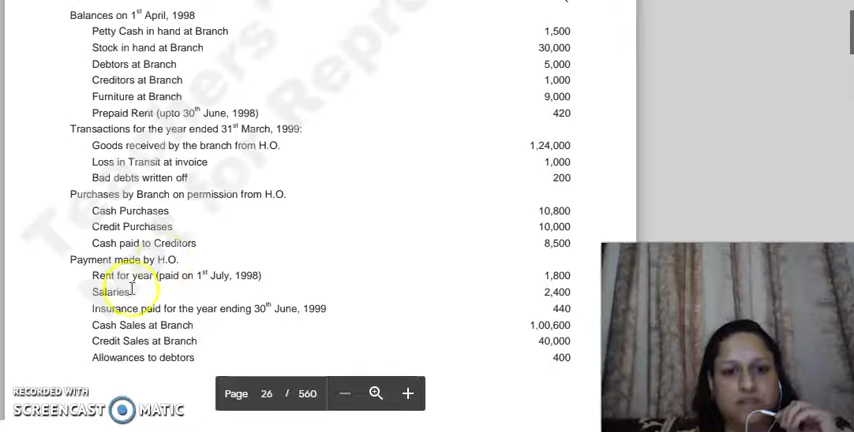 Balances on 1st April, 1998
Petty Cash in hand at Branch 1,500
Stock in hand at Branch 30,000
Debtors at Branch 5,000
Creditors at Branch 1,000
Furniture at Branch 9,000
Prepaid Rent (upto 30th June, 1998) 420
Transactions for the year ended 31st March, 1999:
Goods received by the branch from H.O. 1,24,000
Loss in Transit at invoice 1,000
Bad debts written off 200
Purchases by Branch on permission from H.O.
Cash Purchases 10,800
Credit Purchases 10,000
Cash paid to Creditors 8,500
Payment made by H.O.
Rent for year (paid on 1st July, 1998) 1,800
Salaries 2,400
Insurance paid for the year ending 30th June, 1999 440
Cash Sales at Branch 1,00,600
Credit Sales at Branch 40,000
Allowances to debtors 400
Page 26 / 560
RECORDED WITH
SCREENCAST MATIC